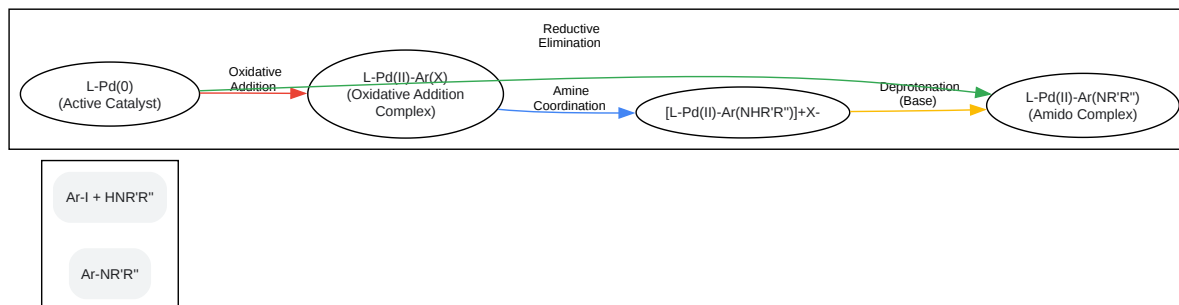 Reductive
Elimination
L-Pd(0)
(Active Catalyst)
Oxidative
Addition
L-Pd(II)-Ar(X)
(Oxidative Addition
Complex)
Amine
Coordination
[L-Pd(II)-Ar(NHR'R")]+X-
Deprotonation
(Base)
L-Pd(II)-Ar(NR'R")
(Amido Complex)
Ar-I + HNR'R"
Ar-NR'R"